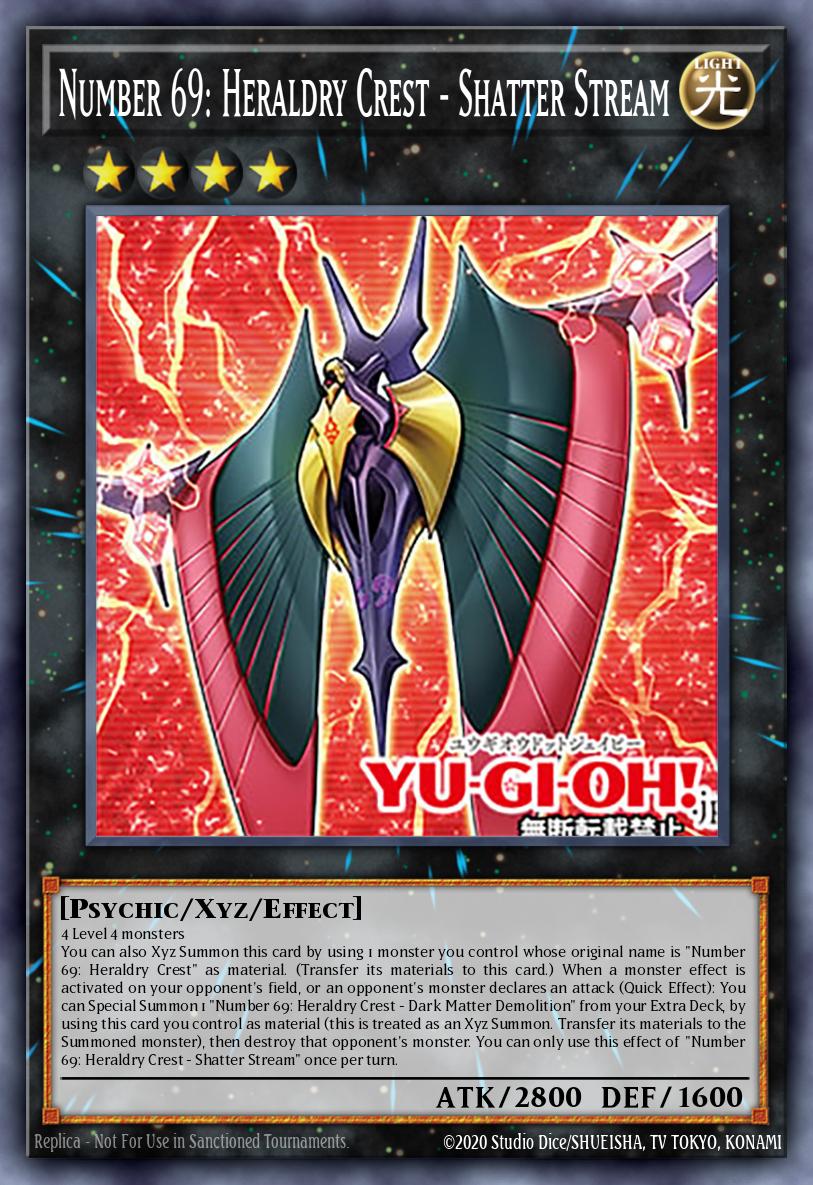 Number 69: Heraldry Crest - Shatter Stream
LIGHT
光
69
ユウギオウドットジェイピー
YU-GI-OH!
.jp
無断転載禁止
[Psychic/Xyz/Effect]
4 Level 4 monsters
You can also Xyz Summon this card by using 1 monster you control whose original name is "Number
69: Heraldry Crest" as material. (Transfer its materials to this card.) When a monster effect is
activated on your opponent's field, or an opponent's monster declares an attack (Quick Effect): You
can Special Summon 1 "Number 69: Heraldry Crest - Dark Matter Demolition" from your Extra Deck, by
using this card you control as material (this is treated as an Xyz Summon. Transfer its materials to the
Summoned monster), then destroy that opponent's monster. You can only use this effect of "Number
69: Heraldry Crest - Shatter Stream" once per turn.
ATK/2800 DEF/1600
Replica - Not For Use in Sanctioned Tournaments.
©2020 Studio Dice/SHUEISHA, TV TOKYO, KONAMI